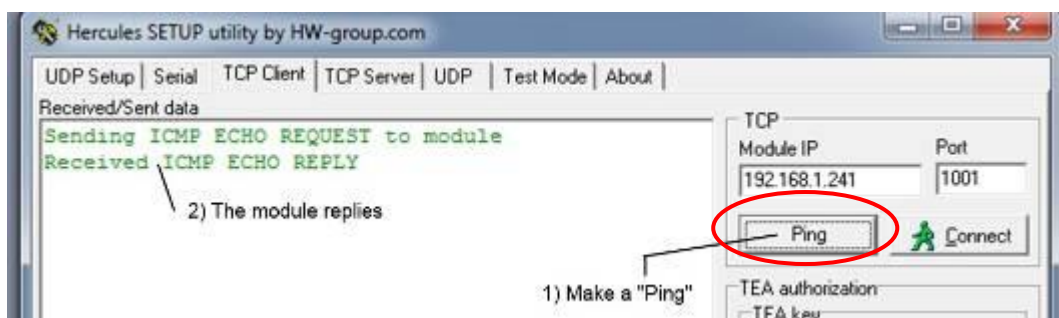 Hercules SETUP utility by HW-group.com
UDP Setup Serial TCP Client TCP Server UDP Test Mode About
Received/Sent data
Sending ICMP ECHO REQUEST to module
Received ICMP ECHO REPLY
2) The module replies
1) Make a "Ping"
TCP
Module IP Port
192.168.1.241 1001
Ping Connect
TEA authorization
TEA key